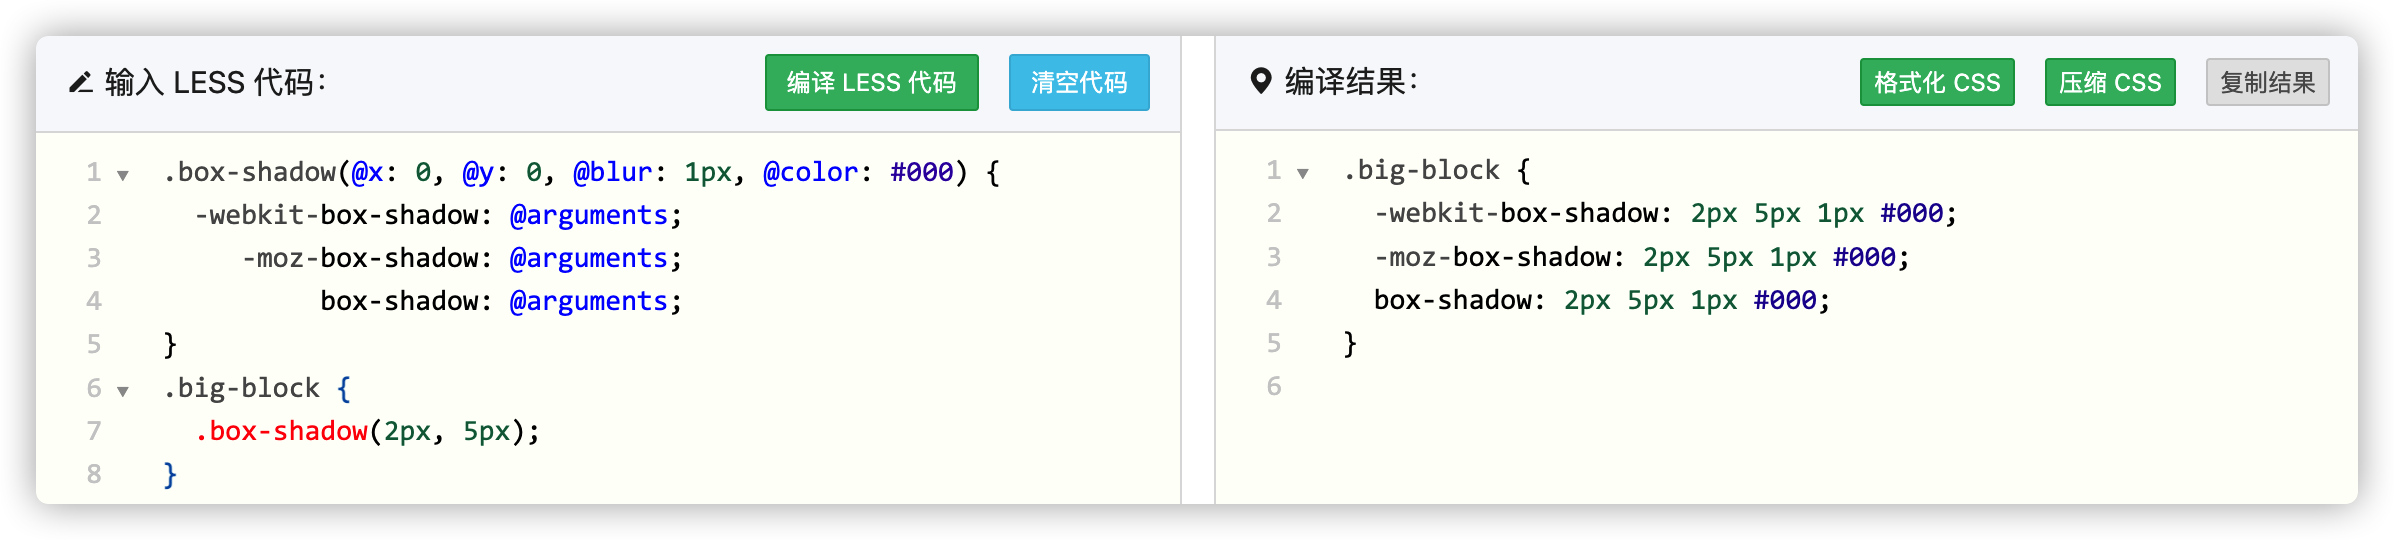 输入 LESS 代码：
编译 LESS 代码
清空代码
1 .box-shadow(@x: 0, @y: 0, @blur: 1px, @color: #000) {
2   -webkit-box-shadow: @arguments;
3      -moz-box-shadow: @arguments;
4           box-shadow: @arguments;
5 }
6 .big-block {
7   .box-shadow(2px, 5px);
8 }
编译结果：
格式化 CSS
压缩 CSS
复制结果
1 .big-block {
2   -webkit-box-shadow: 2px 5px 1px #000;
3   -moz-box-shadow: 2px 5px 1px #000;
4   box-shadow: 2px 5px 1px #000;
5 }
6